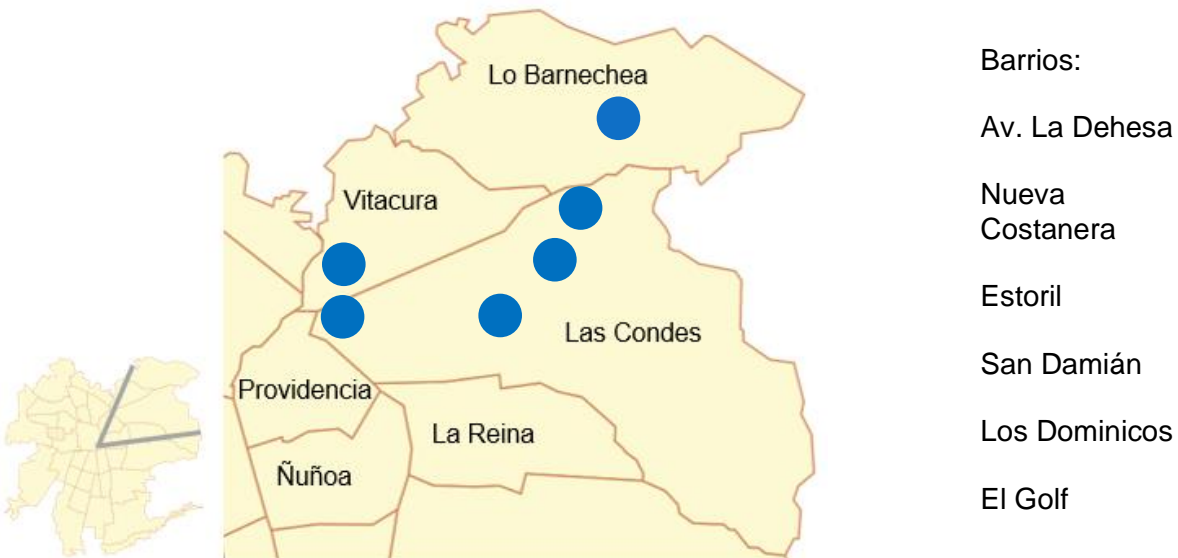 Lo Barnechea
Vitacura
Las Condes
Providencia
La Reina
Ñuñoa
Barrios:
Av. La Dehesa
Nueva
Costanera
Estoril
San Damián
Los Dominicos
El Golf